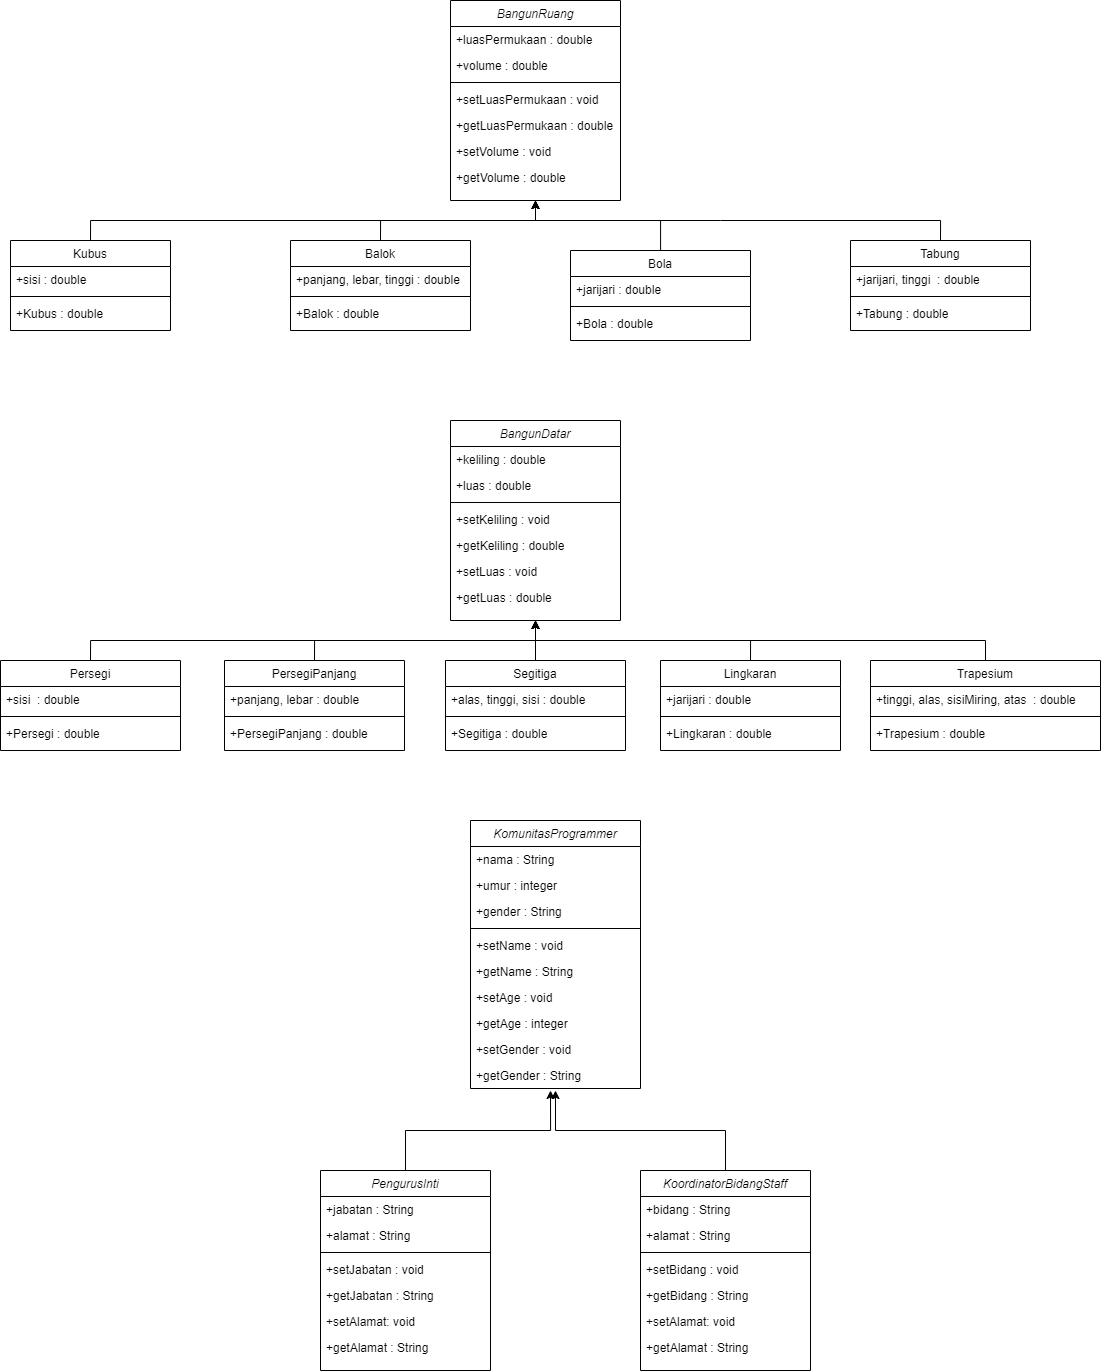 BangunRuang
+luasPermukaan : double
+volume : double
+setLuasPermukaan : void
+getLuasPermukaan : double
+setVolume : void
+getVolume : double
Kubus
+sisi : double
+Kubus : double
Balok
+panjang, lebar, tinggi : double
+Balok : double
Bola
+jarijari : double
+Bola : double
Tabung
+jarijari, tinggi  : double
+Tabung : double
BangunDatar
+keliling : double
+luas : double
+setKeliling : void
+getKeliling : double
+setLuas : void
+getLuas : double
Persegi
+sisi  : double
+Persegi : double
PersegiPanjang
+panjang, lebar : double
+PersegiPanjang : double
Segitiga
+alas, tinggi, sisi : double
+Segitiga : double
Lingkaran
+jarijari : double
+Lingkaran : double
Trapesium
+tinggi, alas, sisiMiring, atas  : double
+Trapesium : double
KomunitasProgrammer
+nama : String
+umur : integer
+gender : String
+setName : void
+getName : String
+setAge : void
+getAge : integer
+setGender : void
+getGender : String
PengurusInti
+jabatan : String
+alamat : String
+setJabatan : void
+getJabatan : String
+setAlamat: void
+getAlamat : String
KoordinatorBidangStaff
+bidang : String
+alamat : String
+setBidang : void
+getBidang : String
+setAlamat: void
+getAlamat : String